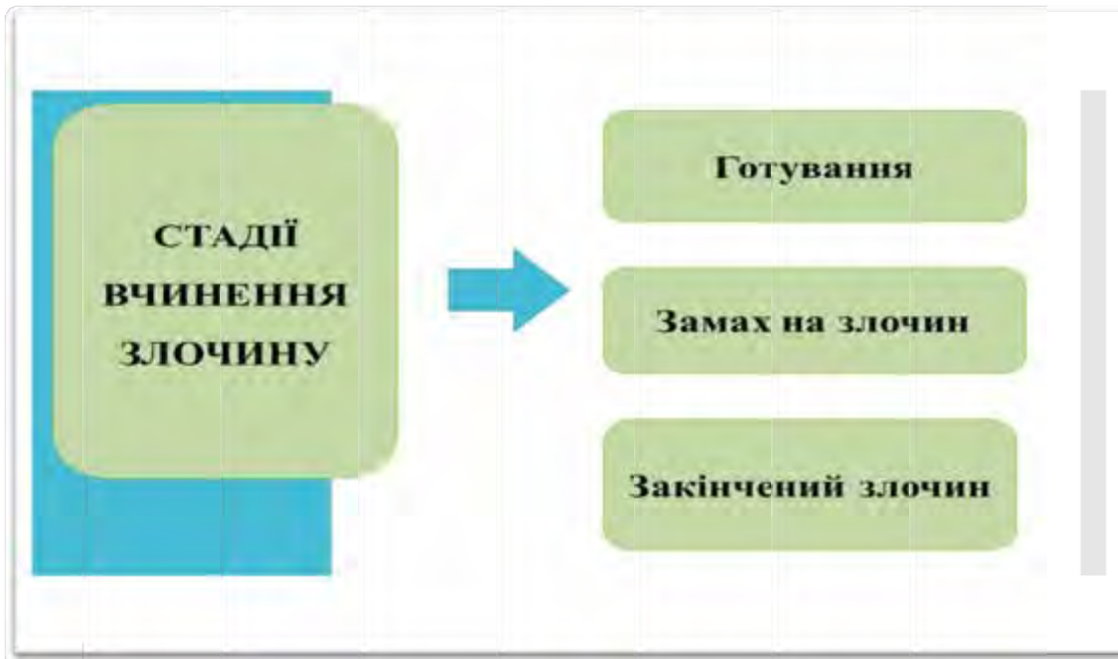 СТАДІЇ
ВЧИНЕННЯ
ЗЛОЧИНУ
Готування
Замах на злочин
Закінчений злочин